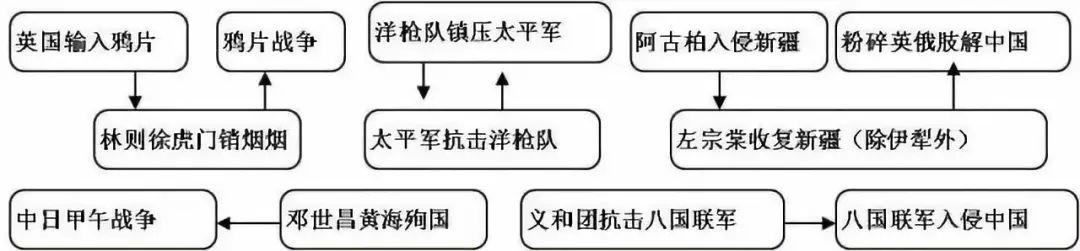 英国输入鸦片
鸦片战争
洋枪队镇压太平军
阿古柏入侵新疆
粉碎英俄肢解中国
林则徐虎门销烟烟
太平军抗击洋枪队
左宗棠收复新疆（除伊犁外）
中日甲午战争
邓世昌黄海殉国
义和团抗击八国联军
八国联军入侵中国